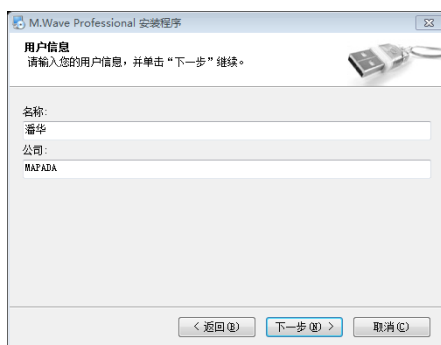 M.Wave Professional 安装程序
用户信息
请输入您的用户信息，并单击“下一步”继续。
名称:
潘华
公司:
MAPADA
< 返回(B)
下一步(N) >
取消(C)